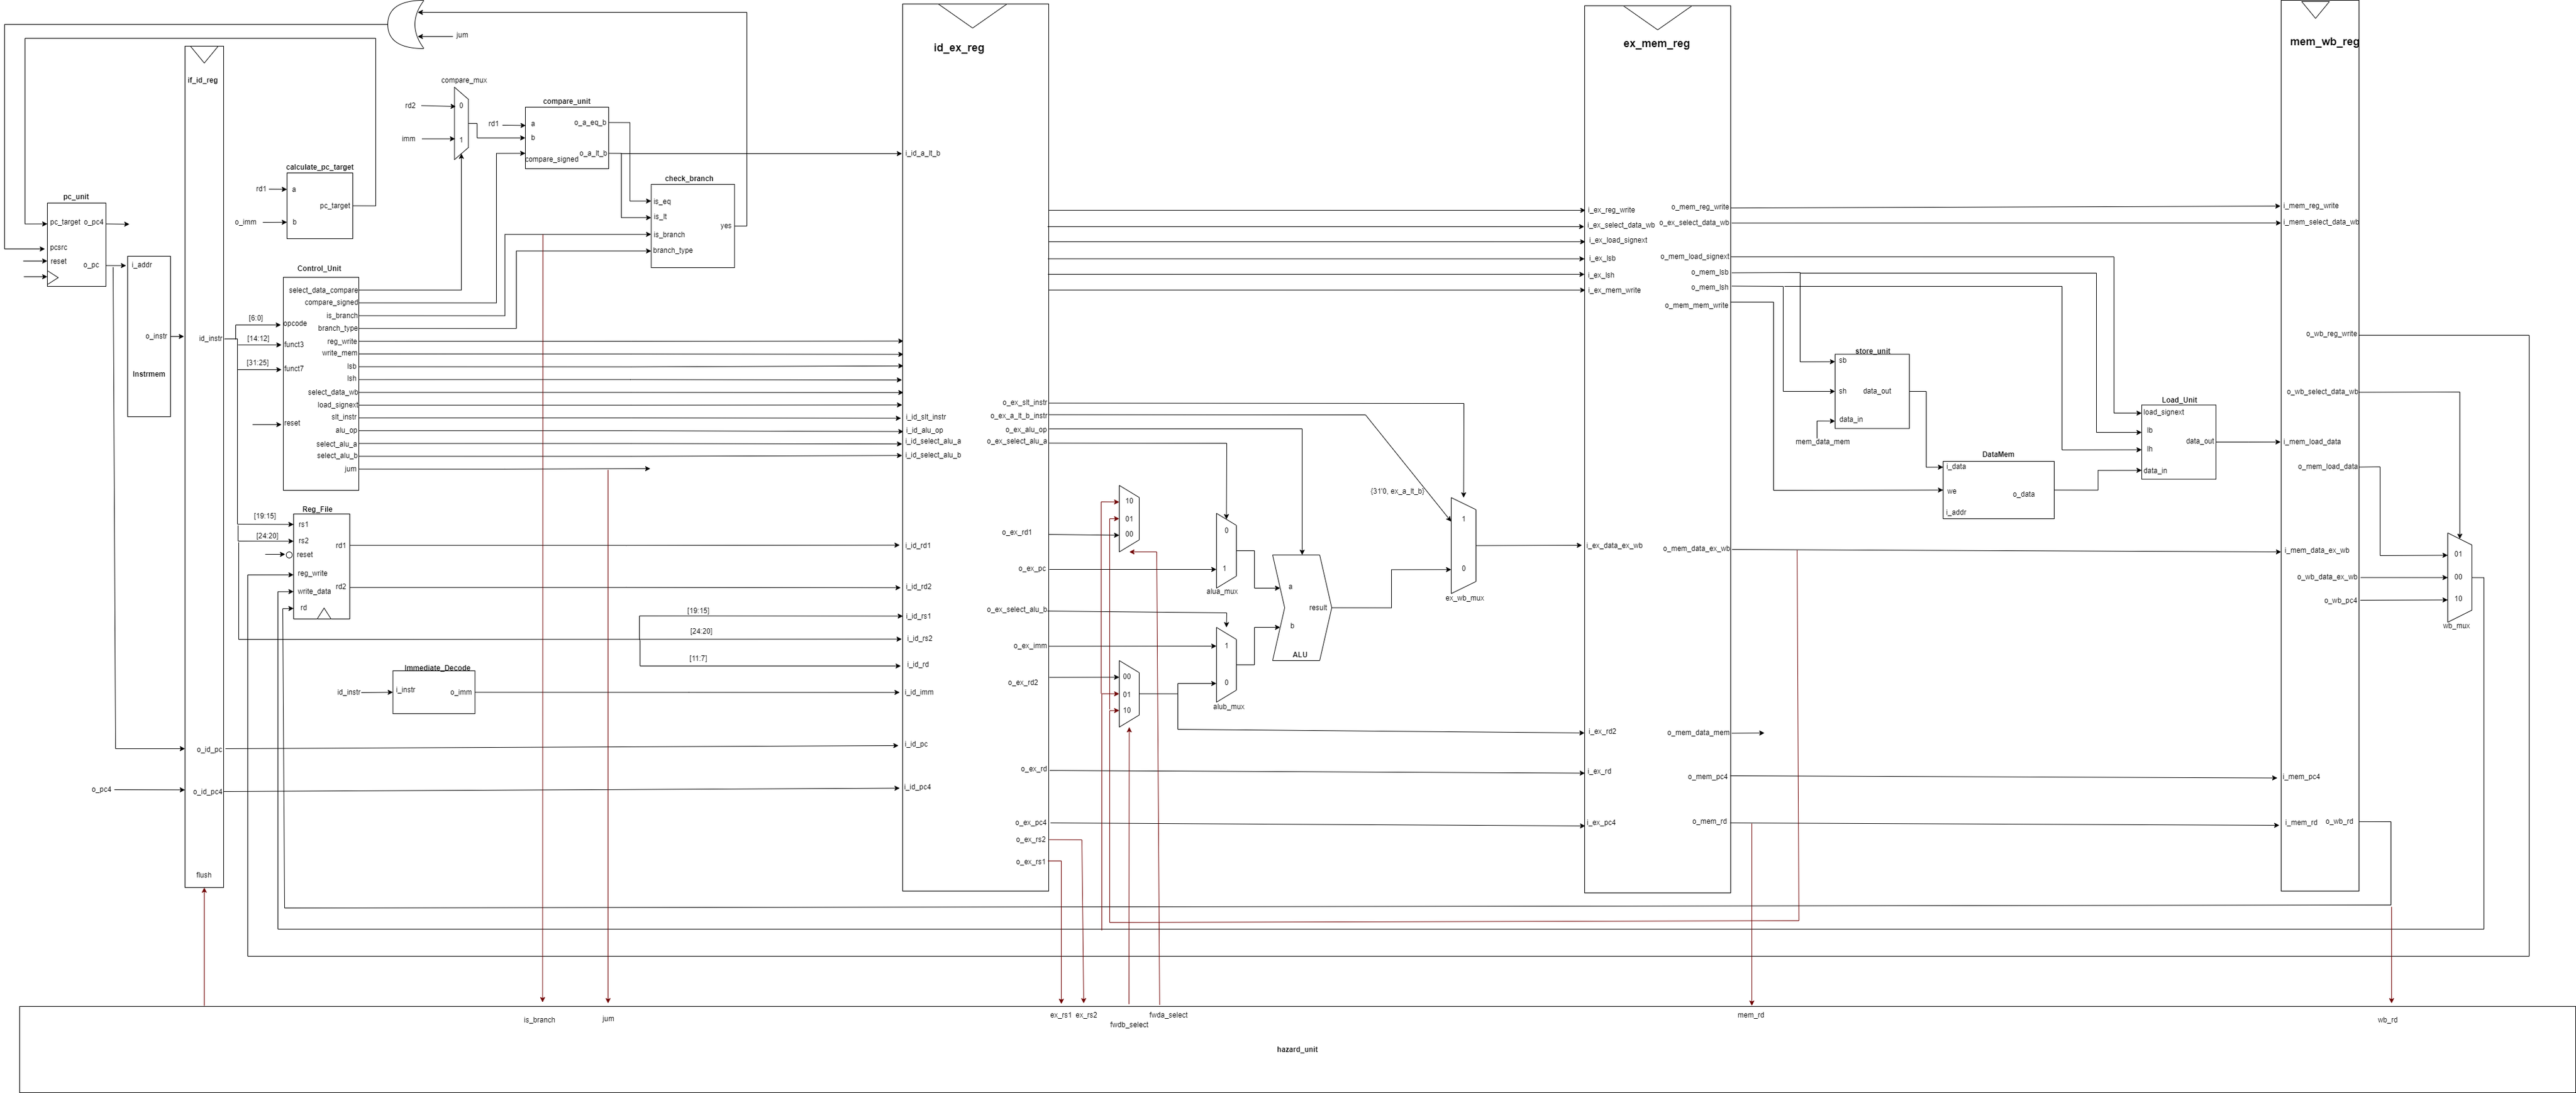 jum
compare_mux
rd2
0
imm
1
compare_unit
rd1
a
b
compare_signed
o_a_eq_b
o_a_lt_b
check_branch
is_eq
is_lt
is_branch
branch_type
yes
calculate_pc_target
rd1
a
o_imm
b
pc_target
pc_unit
pc_target
o_pc4
pcsrc
reset
o_pc
i_addr
o_instr
Instrmem
if_id_reg
id_instr
o_id_pc
o_pc4
o_id_pc4
flush
Control_Unit
[6:0]
opcode
[14:12]
funct3
[31:25]
funct7
reset
select_data_compare
compare_signed
is_branch
branch_type
reg_write
write_mem
lsb
lsh
select_data_wb
load_signext
slt_instr
alu_op
select_alu_a
select_alu_b
jum
Reg_File
[19:15]
rs1
[24:20]
rs2
reset
reg_write
write_data
rd
rd1
rd2
[19:15]
[24:20]
[11:7]
Immediate_Decode
id_instr
i_instr
o_imm
id_ex_reg
i_id_a_lt_b
i_id_slt_instr
i_id_alu_op
i_id_select_alu_a
i_id_select_alu_b
i_id_rd1
i_id_rd2
i_id_rs1
i_id_rs2
i_id_rd
i_id_imm
i_id_pc
i_id_pc4
o_ex_slt_instr
o_ex_a_lt_b_instr
o_ex_alu_op
o_ex_select_alu_a
o_ex_rd1
o_ex_pc
o_ex_select_alu_b
o_ex_imm
o_ex_rd2
o_ex_rd
o_ex_pc4
o_ex_rs2
o_ex_rs1
10
01
00
00
01
10
0
1
alua_mux
1
0
alub_mux
a
b
result
ALU
{31'0, ex_a_lt_b}
1
0
ex_wb_mux
ex_mem_reg
i_ex_reg_write
i_ex_select_data_wb
i_ex_load_signext
i_ex_lsb
i_ex_lsh
i_ex_mem_write
i_ex_data_ex_wb
i_ex_rd2
i_ex_rd
i_ex_pc4
o_mem_reg_write
o_ex_select_data_wb
o_mem_load_signext
o_mem_lsb
o_mem_lsh
o_mem_mem_write
o_mem_data_ex_wb
o_mem_data_mem
o_mem_pc4
o_mem_rd
store_unit
sb
sh
data_in
data_out
mem_data_mem
DataMem
i_data
we
i_addr
o_data
Load_Unit
load_signext
lb
lh
data_in
data_out
mem_wb_reg
i_mem_reg_write
i_mem_select_data_wb
i_mem_load_data
i_mem_data_ex_wb
i_mem_pc4
i_mem_rd
o_wb_reg_write
o_wb_select_data_wb
o_mem_load_data
o_wb_data_ex_wb
o_wb_pc4
o_wb_rd
01
00
10
wb_mux
is_branch
jum
ex_rs1
ex_rs2
fwdb_select
fwda_select
mem_rd
wb_rd
hazard_unit